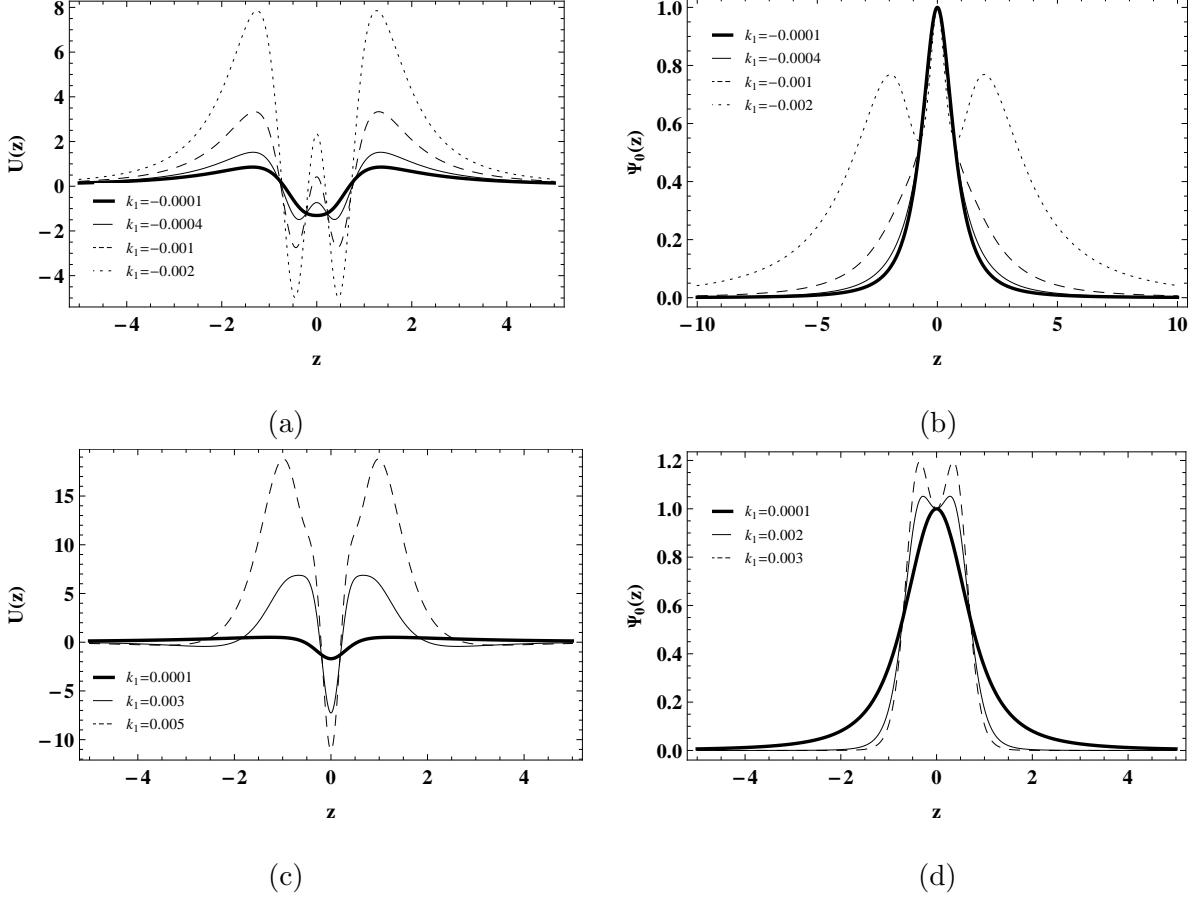 8
6
4
2
0
−2
−4
U(z)
k₁=−0.0001
k₁=−0.0004
k₁=−0.001
k₁=−0.002
−4 −2 0 2 4
z
(a)
1.0
0.8
0.6
0.4
0.2
0.0
Ψ₀(z)
k₁=−0.0001
k₁=−0.0004
k₁=−0.001
k₁=−0.002
−10 −5 0 5 10
z
(b)
15
10
5
0
−5
−10
U(z)
k₁=0.0001
k₁=0.003
k₁=0.005
−4 −2 0 2 4
z
(c)
1.2
1.0
0.8
0.6
0.4
0.2
0.0
Ψ₀(z)
k₁=0.0001
k₁=0.002
k₁=0.003
−4 −2 0 2 4
z
(d)